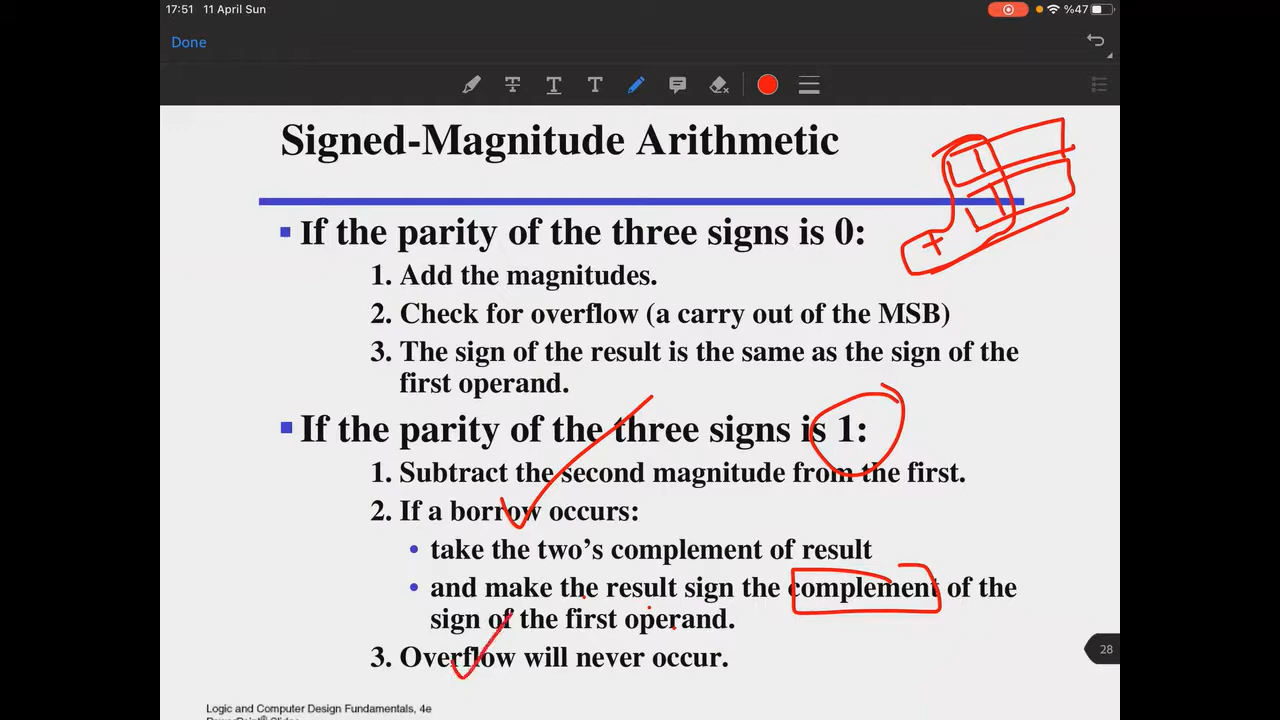 17:51 11 April Sun %47
Done
Signed-Magnitude Arithmetic
If the parity of the three signs is 0:
1. Add the magnitudes.
2. Check for overflow (a carry out of the MSB)
3. The sign of the result is the same as the sign of the
first operand.
If the parity of the three signs is 1:
1. Subtract the second magnitude from the first.
2. If a borrow occurs:
• take the two's complement of result
• and make the result sign the complement of the
sign of the first operand.
3. Overflow will never occur.
28
Logic and Computer Design Fundamentals, 4e
PowerPoint® Slides